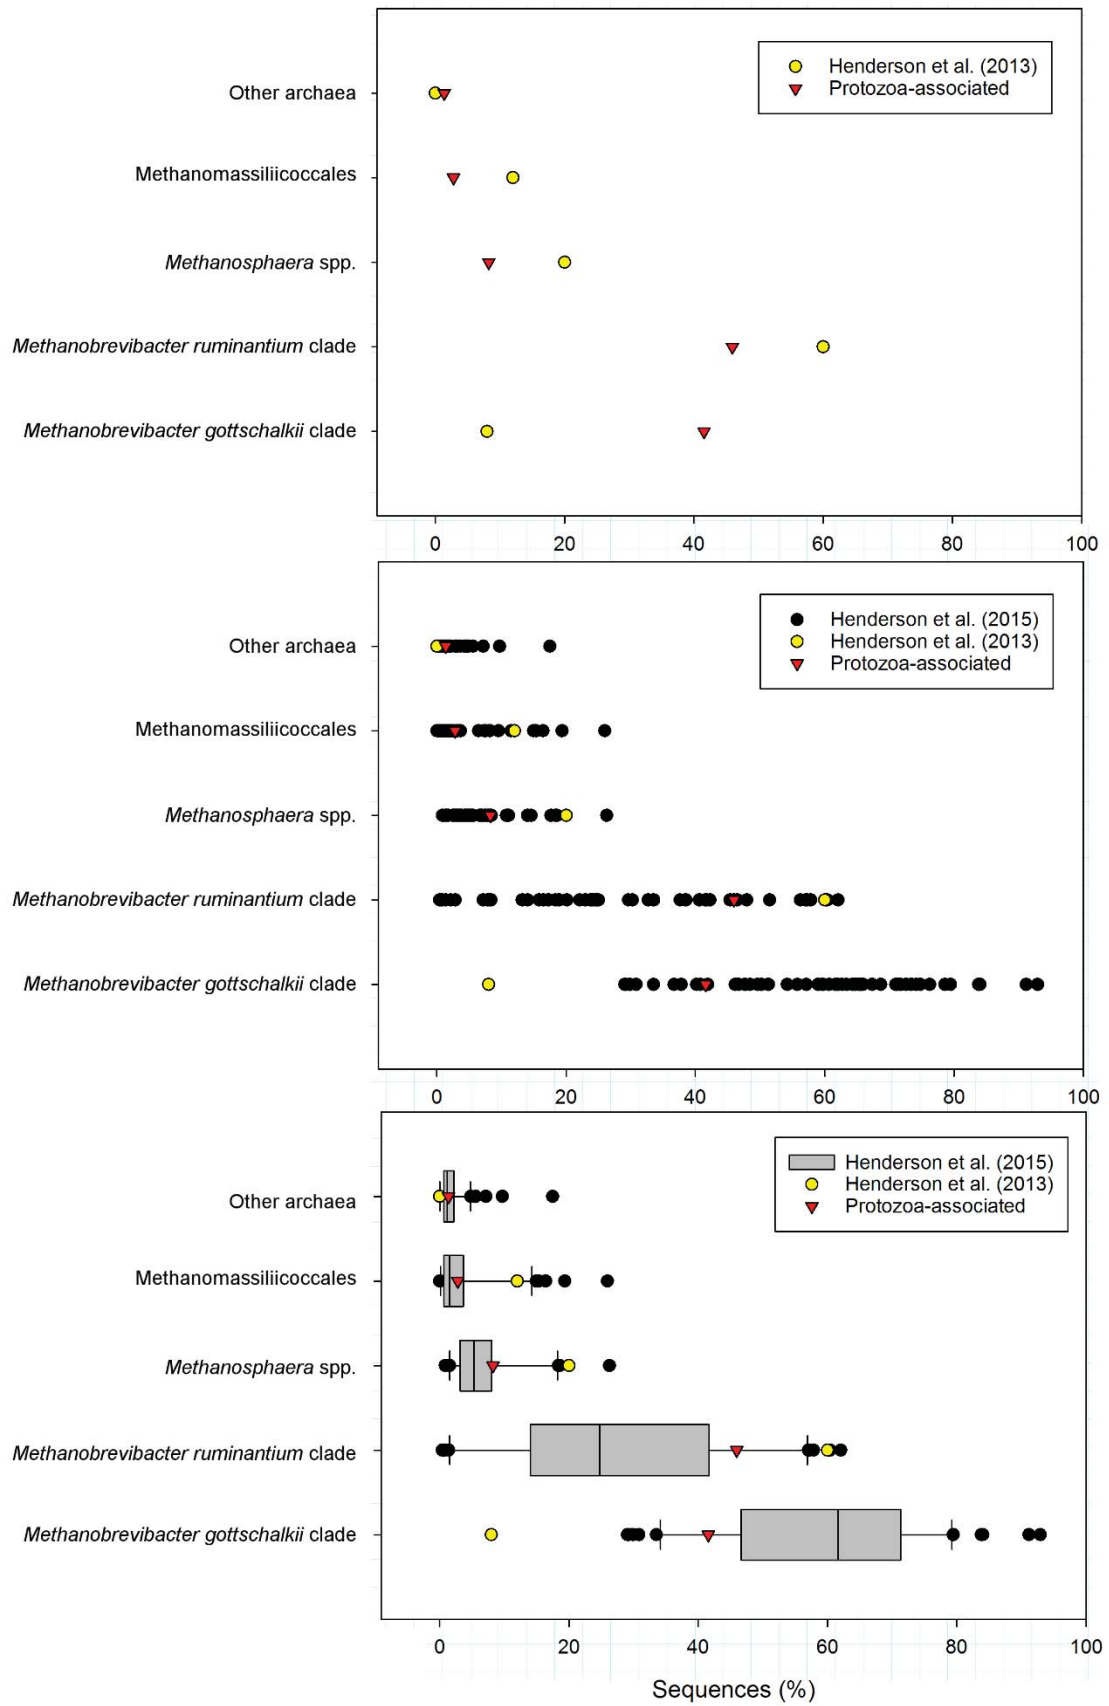 Henderson et al. (2013)
Protozoa-associated
Other archaea
Methanomassiliicoccales
Methanosphaera spp.
Methanobrevibacter ruminantium clade
Methanobrevibacter gottschalkii clade
0 20 40 60 80 100
Henderson et al. (2015)
Henderson et al. (2013)
Protozoa-associated
Other archaea
Methanomassiliicoccales
Methanosphaera spp.
Methanobrevibacter ruminantium clade
Methanobrevibacter gottschalkii clade
0 20 40 60 80 100
Henderson et al. (2015)
Henderson et al. (2013)
Protozoa-associated
Other archaea
Methanomassiliicoccales
Methanosphaera spp.
Methanobrevibacter ruminantium clade
Methanobrevibacter gottschalkii clade
0 20 40 60 80 100
Sequences (%)